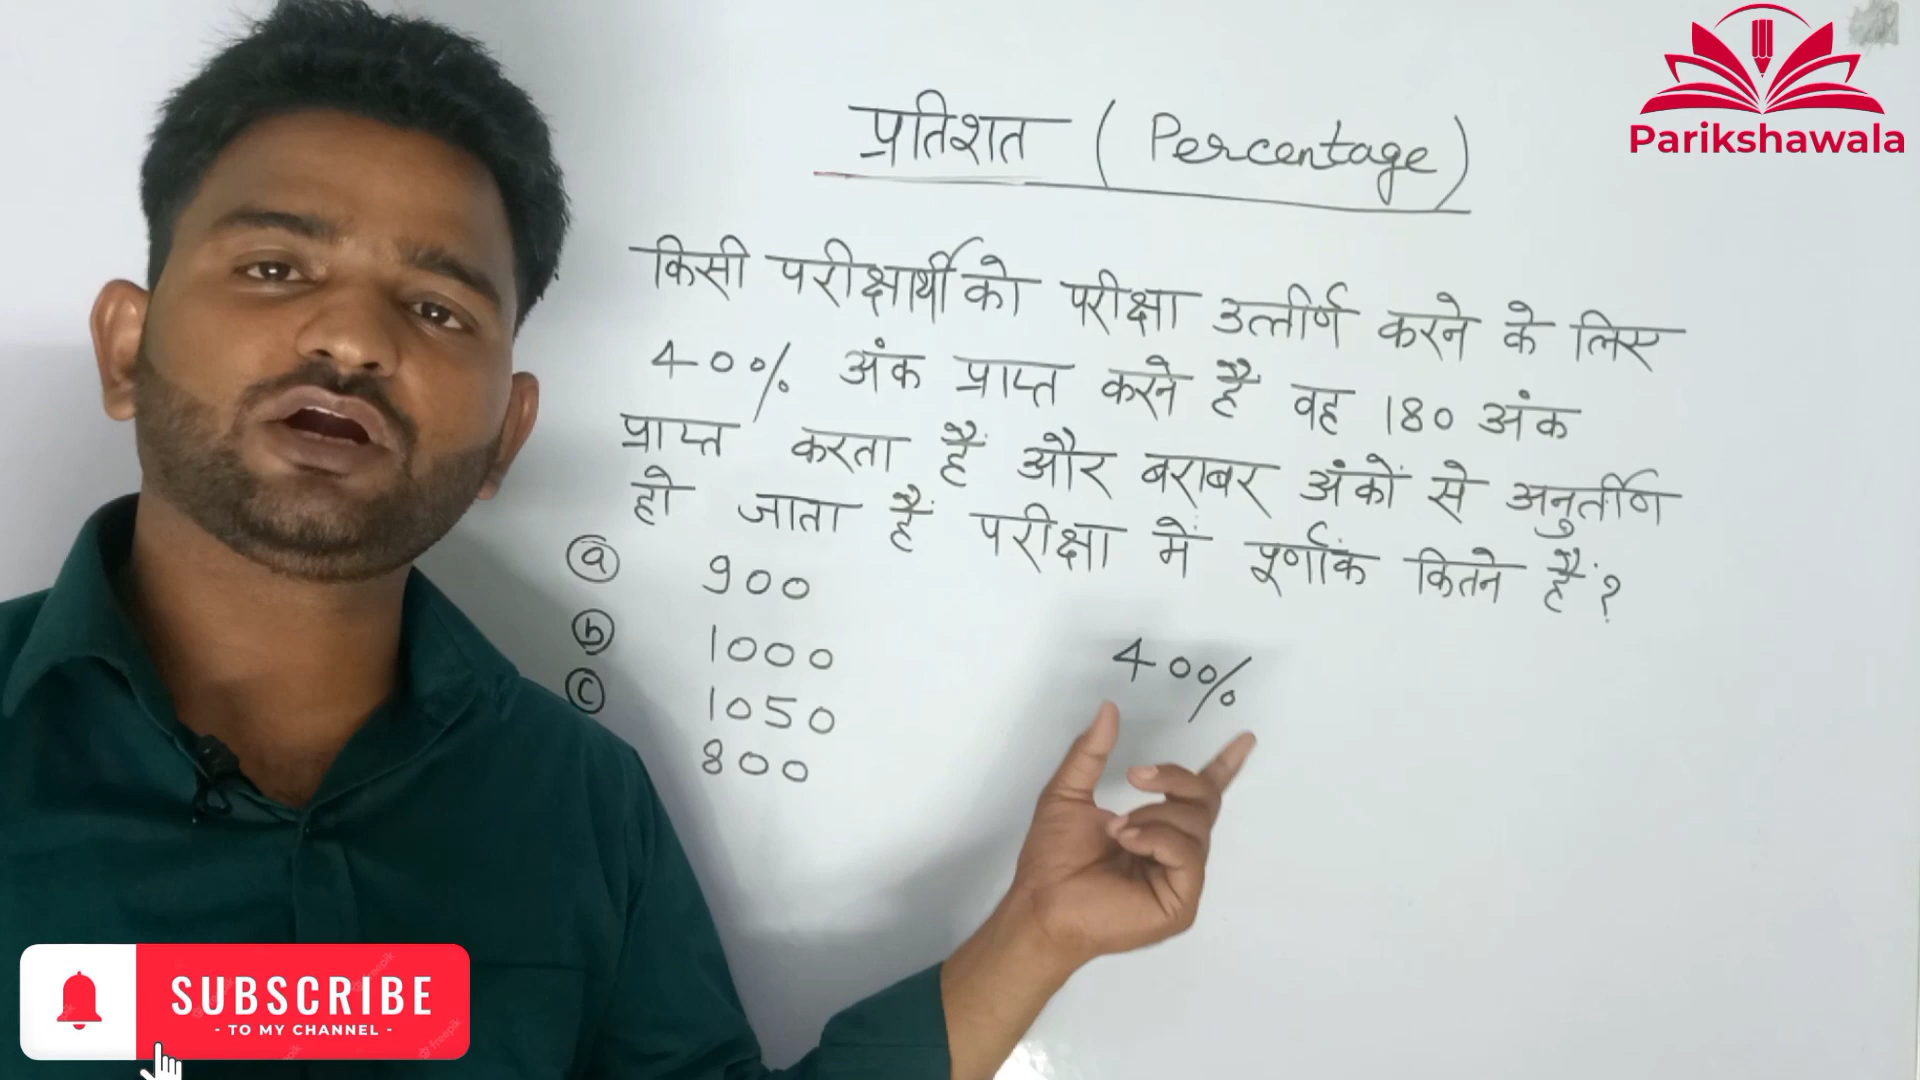 Parikshawala
प्रतिशत ( Percentage )
किसी परीक्षार्थी को परीक्षा उत्तीर्ण करने के लिए
40% अंक प्राप्त करने हैं वह 180 अंक
प्राप्त करता है और बराबर अंकों से अनुर्तीण
हो जाता है परीक्षा में पूर्णांक कितने हैं?
(a) 900
(b) 1000
(c) 1050
800
40%
SUBSCRIBE
- TO MY CHANNEL -